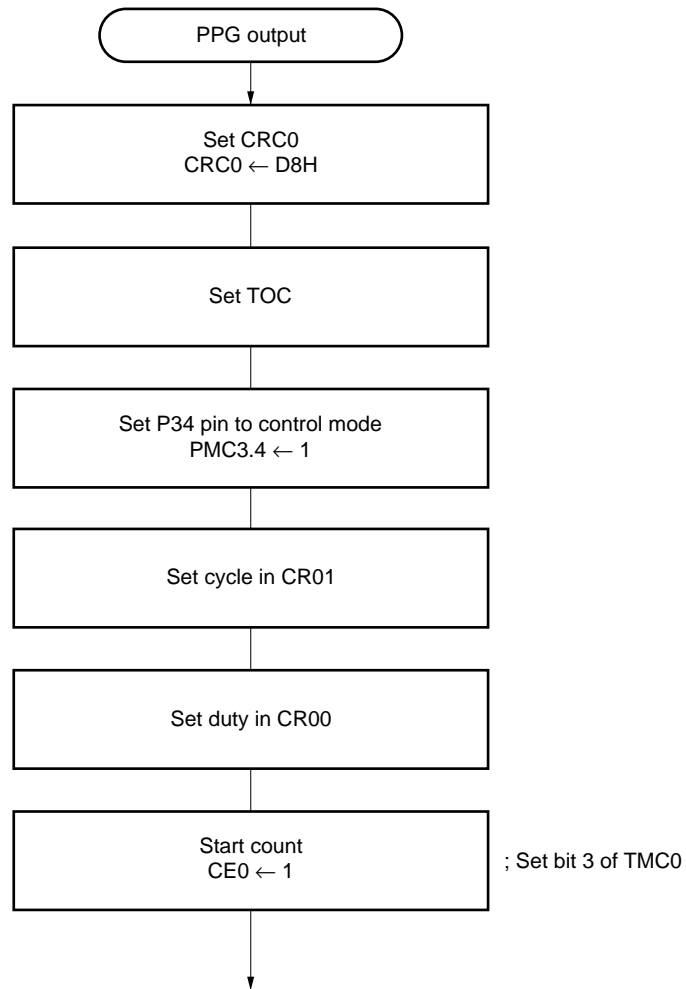 PPG output
Set CRC0
CRC0 ← D8H
Set TOC
Set P34 pin to control mode
PMC3.4 ← 1
Set cycle in CR01
Set duty in CR00
Start count
CE0 ← 1
; Set bit 3 of TMC0